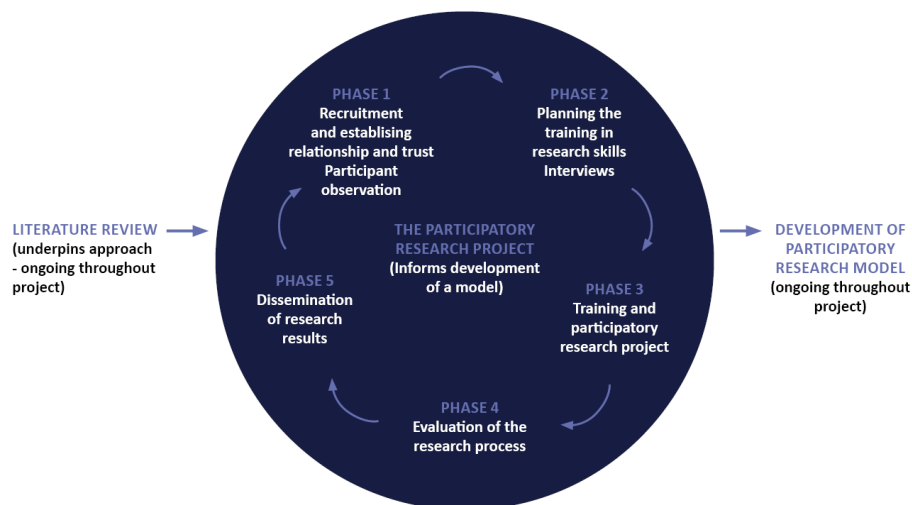 PHASE 1
Recruitment
and establising
relationship and trust
Participant
observation
PHASE 2
Planning the
training in
research skills
Interviews
LITERATURE REVIEW
(underpins approach
- ongoing throughout
project)
THE PARTICIPATORY
RESEARCH PROJECT
(Informs development
of a model)
DEVELOPMENT OF
PARTICIPATORY
RESEARCH MODEL
(ongoing throughout
project)
PHASE 3
Training and
participatory
research project
PHASE 4
Evaluation of the
research process
PHASE 5
Dissemination
of research
results